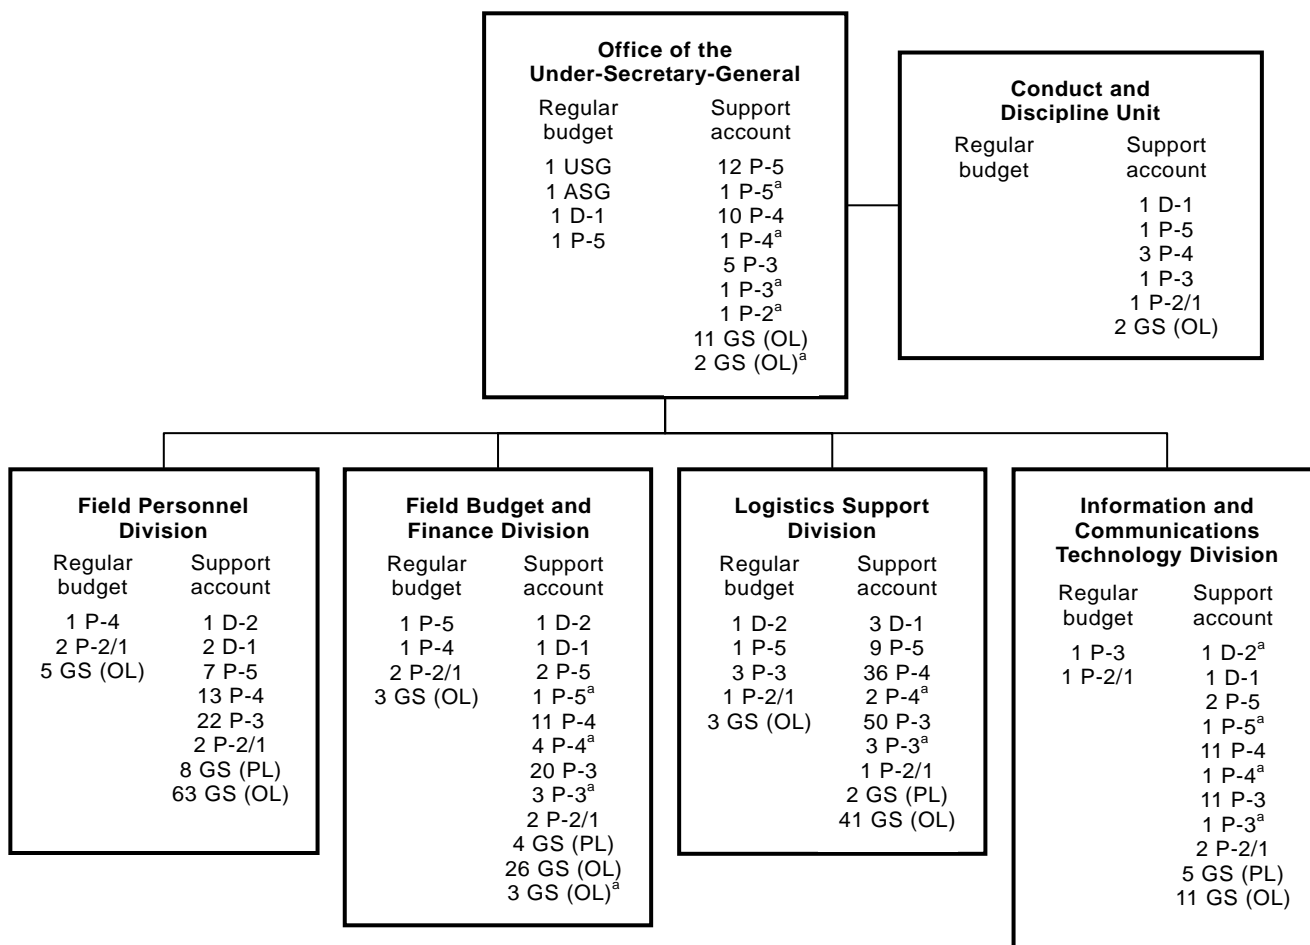 Office of the
Under-Secretary-General
Regular
budget
Support
account
1 USG
1 ASG
1 D-1
1 P-5
12 P-5
1 P-5ᵃ
10 P-4
1 P-4ᵃ
5 P-3
1 P-3ᵃ
1 P-2ᵃ
11 GS (OL)
2 GS (OL)ᵃ
Conduct and
Discipline Unit
Regular
budget
Support
account
1 D-1
1 P-5
3 P-4
1 P-3
1 P-2/1
2 GS (OL)
Field Personnel
Division
Regular
budget
Support
account
1 P-4
2 P-2/1
5 GS (OL)
1 D-2
2 D-1
7 P-5
13 P-4
22 P-3
2 P-2/1
8 GS (PL)
63 GS (OL)
Field Budget and
Finance Division
Regular
budget
Support
account
1 P-5
1 P-4
2 P-2/1
3 GS (OL)
1 D-2
1 D-1
2 P-5
1 P-5ᵃ
11 P-4
4 P-4ᵃ
20 P-3
3 P-3ᵃ
2 P-2/1
4 GS (PL)
26 GS (OL)
3 GS (OL)ᵃ
Logistics Support
Division
Regular
budget
Support
account
1 D-2
1 P-5
3 P-3
1 P-2/1
3 GS (OL)
3 D-1
9 P-5
36 P-4
2 P-4ᵃ
50 P-3
3 P-3ᵃ
1 P-2/1
2 GS (PL)
41 GS (OL)
Information and
Communications
Technology Division
Regular
budget
Support
account
1 P-3
1 P-2/1
1 D-2ᵃ
1 D-1
2 P-5
1 P-5ᵃ
11 P-4
1 P-4ᵃ
11 P-3
1 P-3ᵃ
2 P-2/1
5 GS (PL)
11 GS (OL)